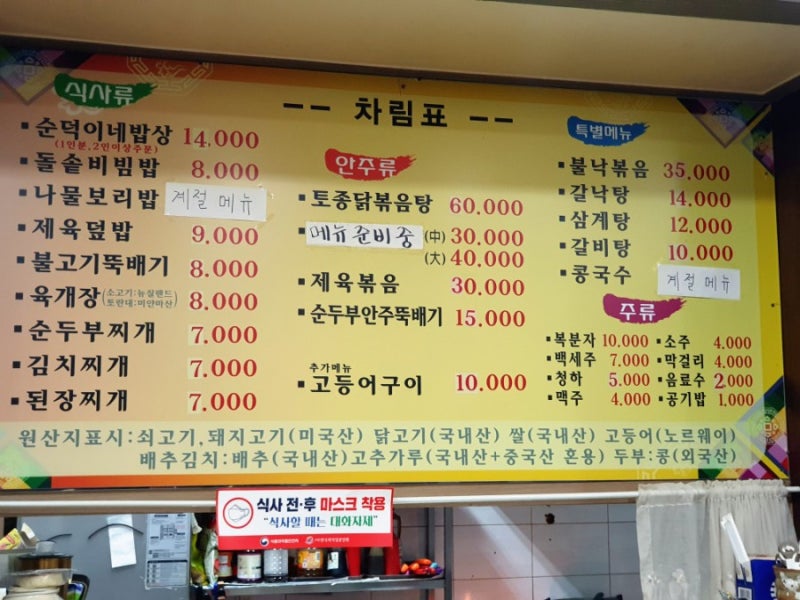 -- 차림표 --
식사류
순덕이네밥상 14,000
(1인분,2인이상주문)
돌솥비빔밥 8.000
나물보리밥 계절 메뉴
제육덮밥 9.000
불고기뚝배기 8.000
육개장(소고기:뉴질랜드 토란대:미얀마산) 8.000
순두부찌개 7.000
김치찌개 7.000
된장찌개 7.000
안주류
토종닭볶음탕 60.000
메뉴 준비 중 (中) 30.000
(大) 40.000
제육볶음 30.000
순두부안주뚝배기 15.000
추가메뉴
고등어구이 10.000
특별메뉴
불낙볶음 35.000
갈낙탕 14.000
삼계탕 12.000
갈비탕 10.000
콩국수 계절 메뉴
주류
복분자 10,000 소주 4.000
백세주 7,000 막걸리 4,000
청하 5.000 음료수 2,000
맥주 4.000 공기밥 1.000
원산지표시:쇠고기,돼지고기(미국산) 닭고기(국내산) 쌀(국내산) 고등어(노르웨이)
배추김치:배추(국내산)고추가루(국내산+중국산 혼용) 두부:콩(외국산)
식사 전·후 마스크 착용
"식사할 때는 대화자제"